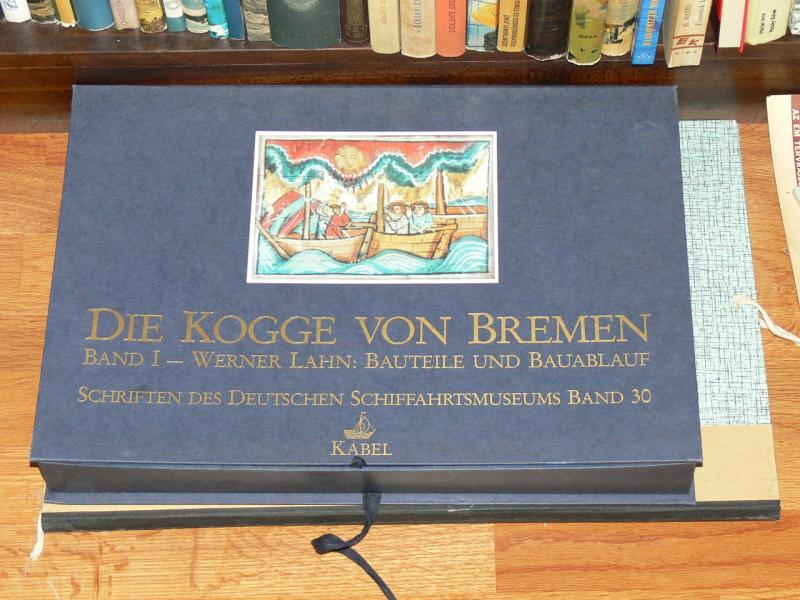 DIE KOGGE VON BREMEN
BAND I – WERNER LAHN: BAUTEILE UND BAUABLAUF
SCHRIFTEN DES DEUTSCHEN SCHIFFAHRTSMUSEUMS BAND 30
KABEL